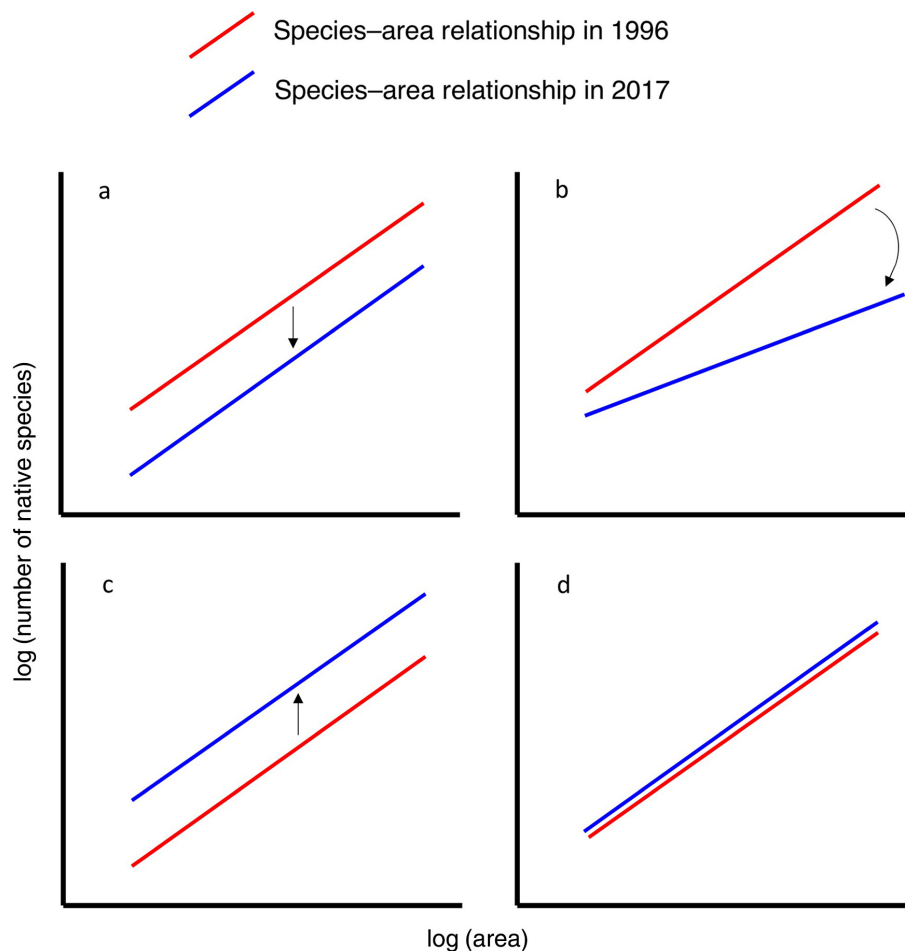 Species–area relationship in 1996
Species–area relationship in 2017
a
b
log (number of native species)
c
d
log (area)